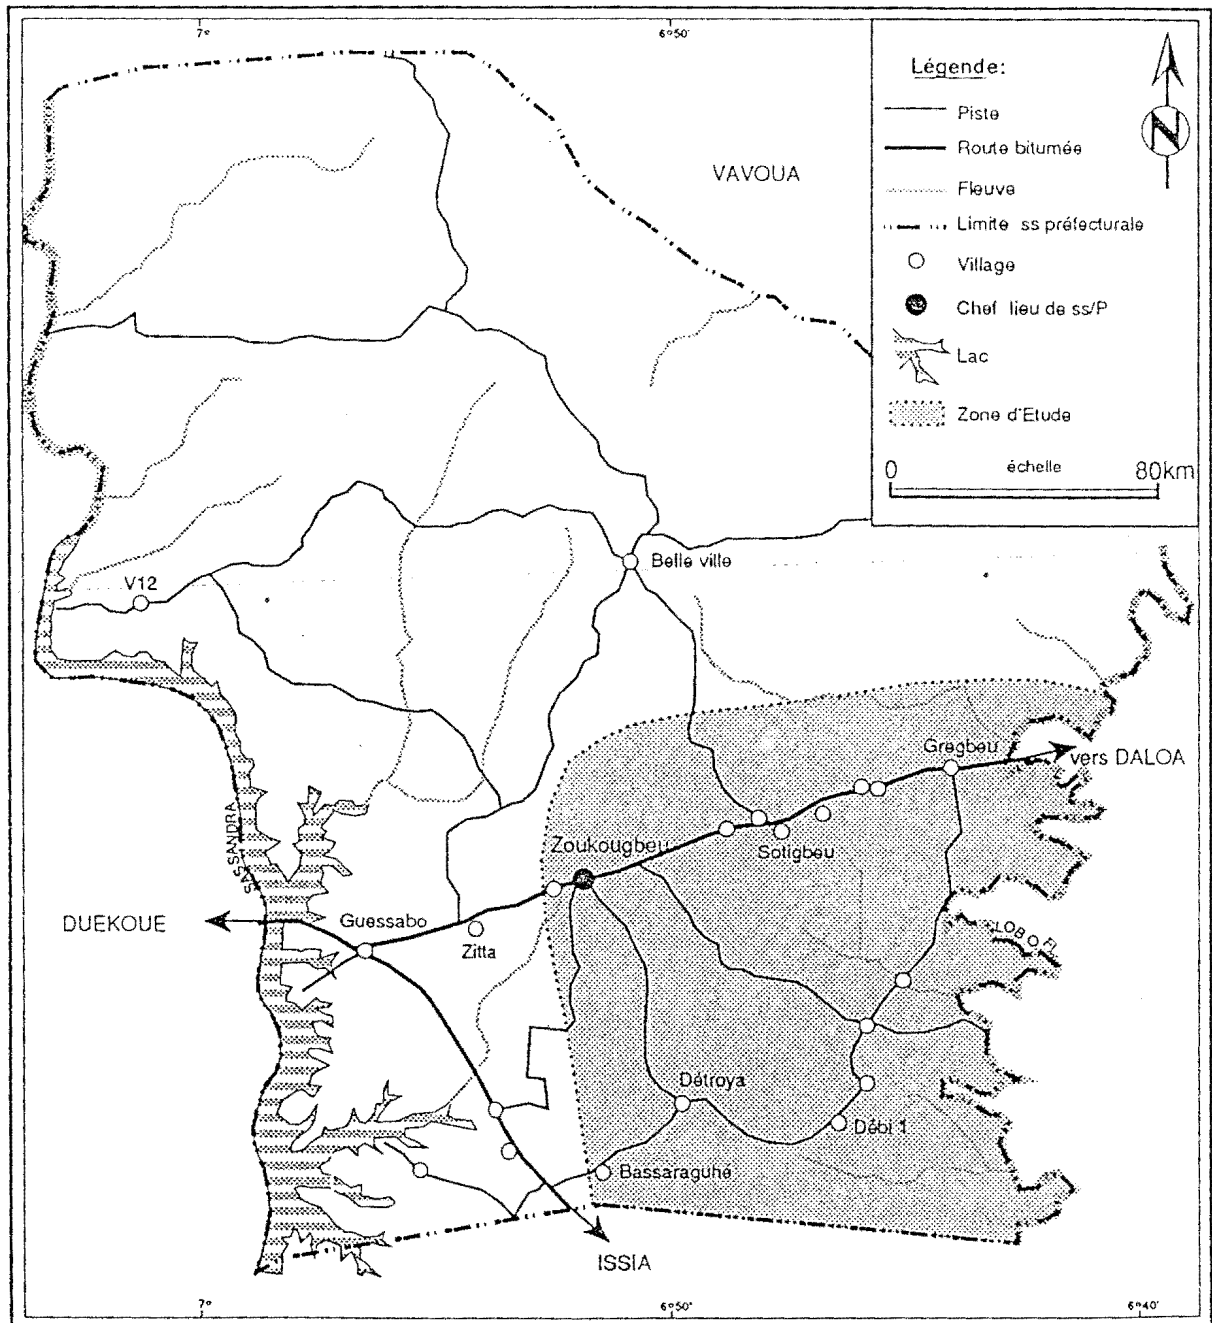 7°
6°50'
Légende:
Piste
Route bitumée
Fleuve
Limite ss préfecturale
Village
Chef lieu de ss/P
Lac
Zone d'Etude
0 échelle 80km
N
VAVOUA
Belle ville
V12
Gregbeu
vers DALOA
SASSANDRA
Zoukougbeu
Sotigbeu
DUEKOUE
Guessabo
Zitta
LOBO
Détroya
Débi 1
Bassaraguhé
ISSIA
7°
6°50'
6°40'